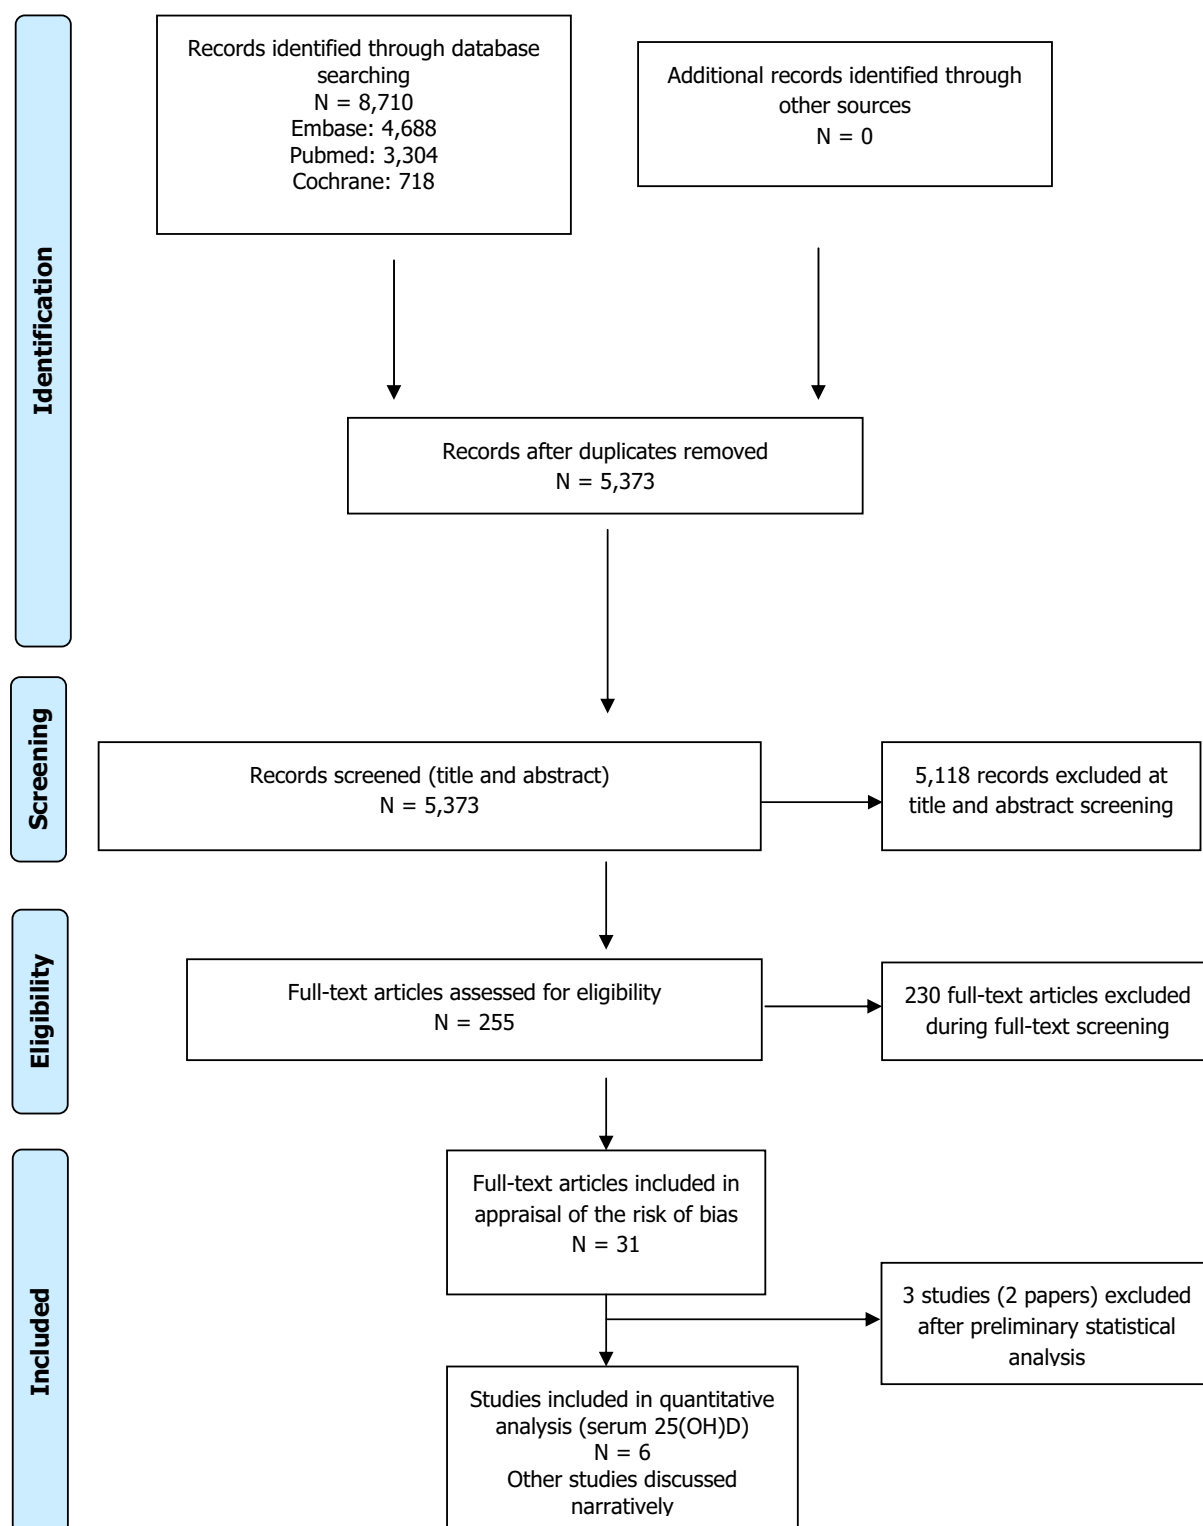 Identification
Records identified through database
searching
N = 8,710
Embase: 4,688
Pubmed: 3,304
Cochrane: 718
Additional records identified through
other sources
N = 0
Records after duplicates removed
N = 5,373
Screening
Records screened (title and abstract)
N = 5,373
5,118 records excluded at
title and abstract screening
Eligibility
Full-text articles assessed for eligibility
N = 255
230 full-text articles excluded
during full-text screening
Included
Full-text articles included in
appraisal of the risk of bias
N = 31
3 studies (2 papers) excluded
after preliminary statistical
analysis
Studies included in quantitative
analysis (serum 25(OH)D)
N = 6
Other studies discussed
narratively